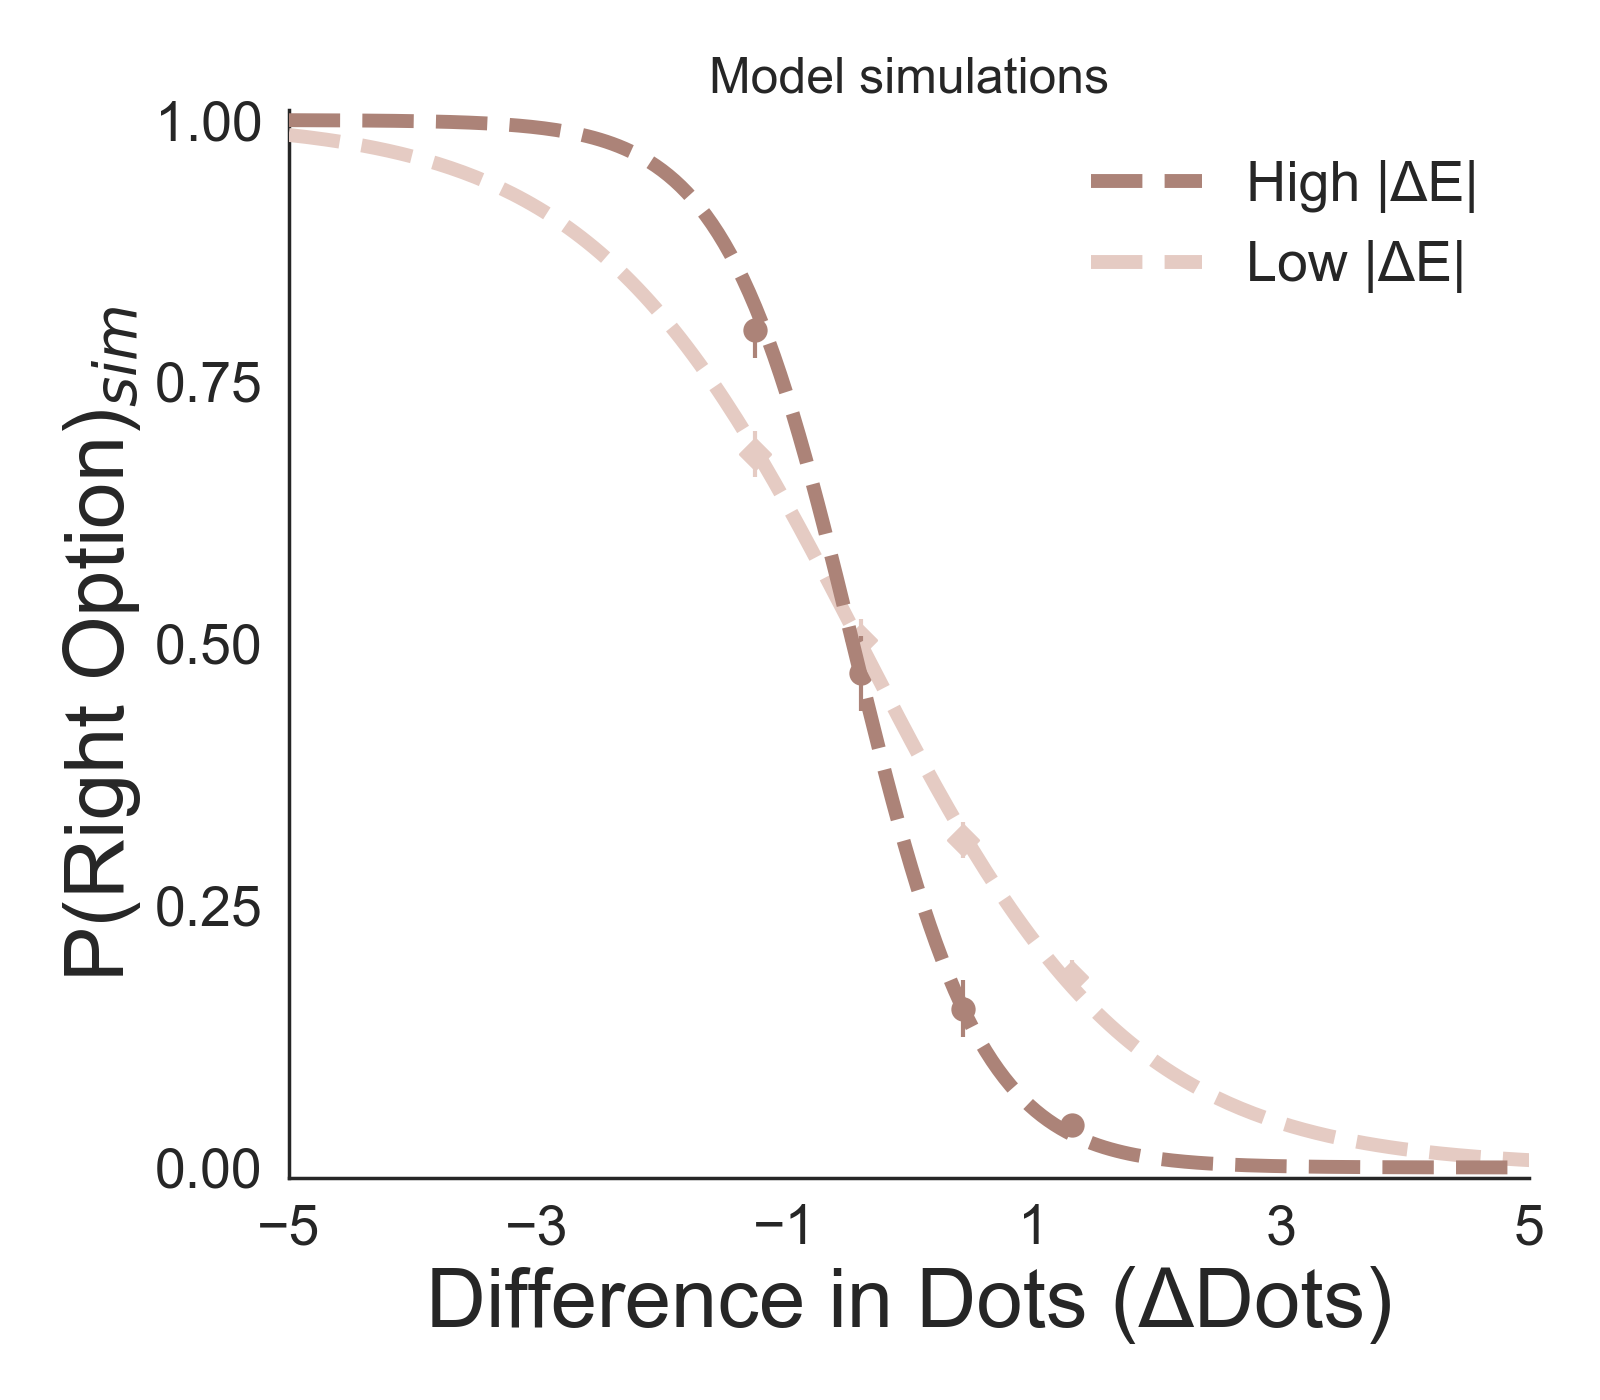 Model simulations
1.00
0.75
0.50
0.25
0.00
P(Right Option)sim
High |ΔE|
Low |ΔE|
−5 −3 −1 1 3 5
Difference in Dots (ΔDots)